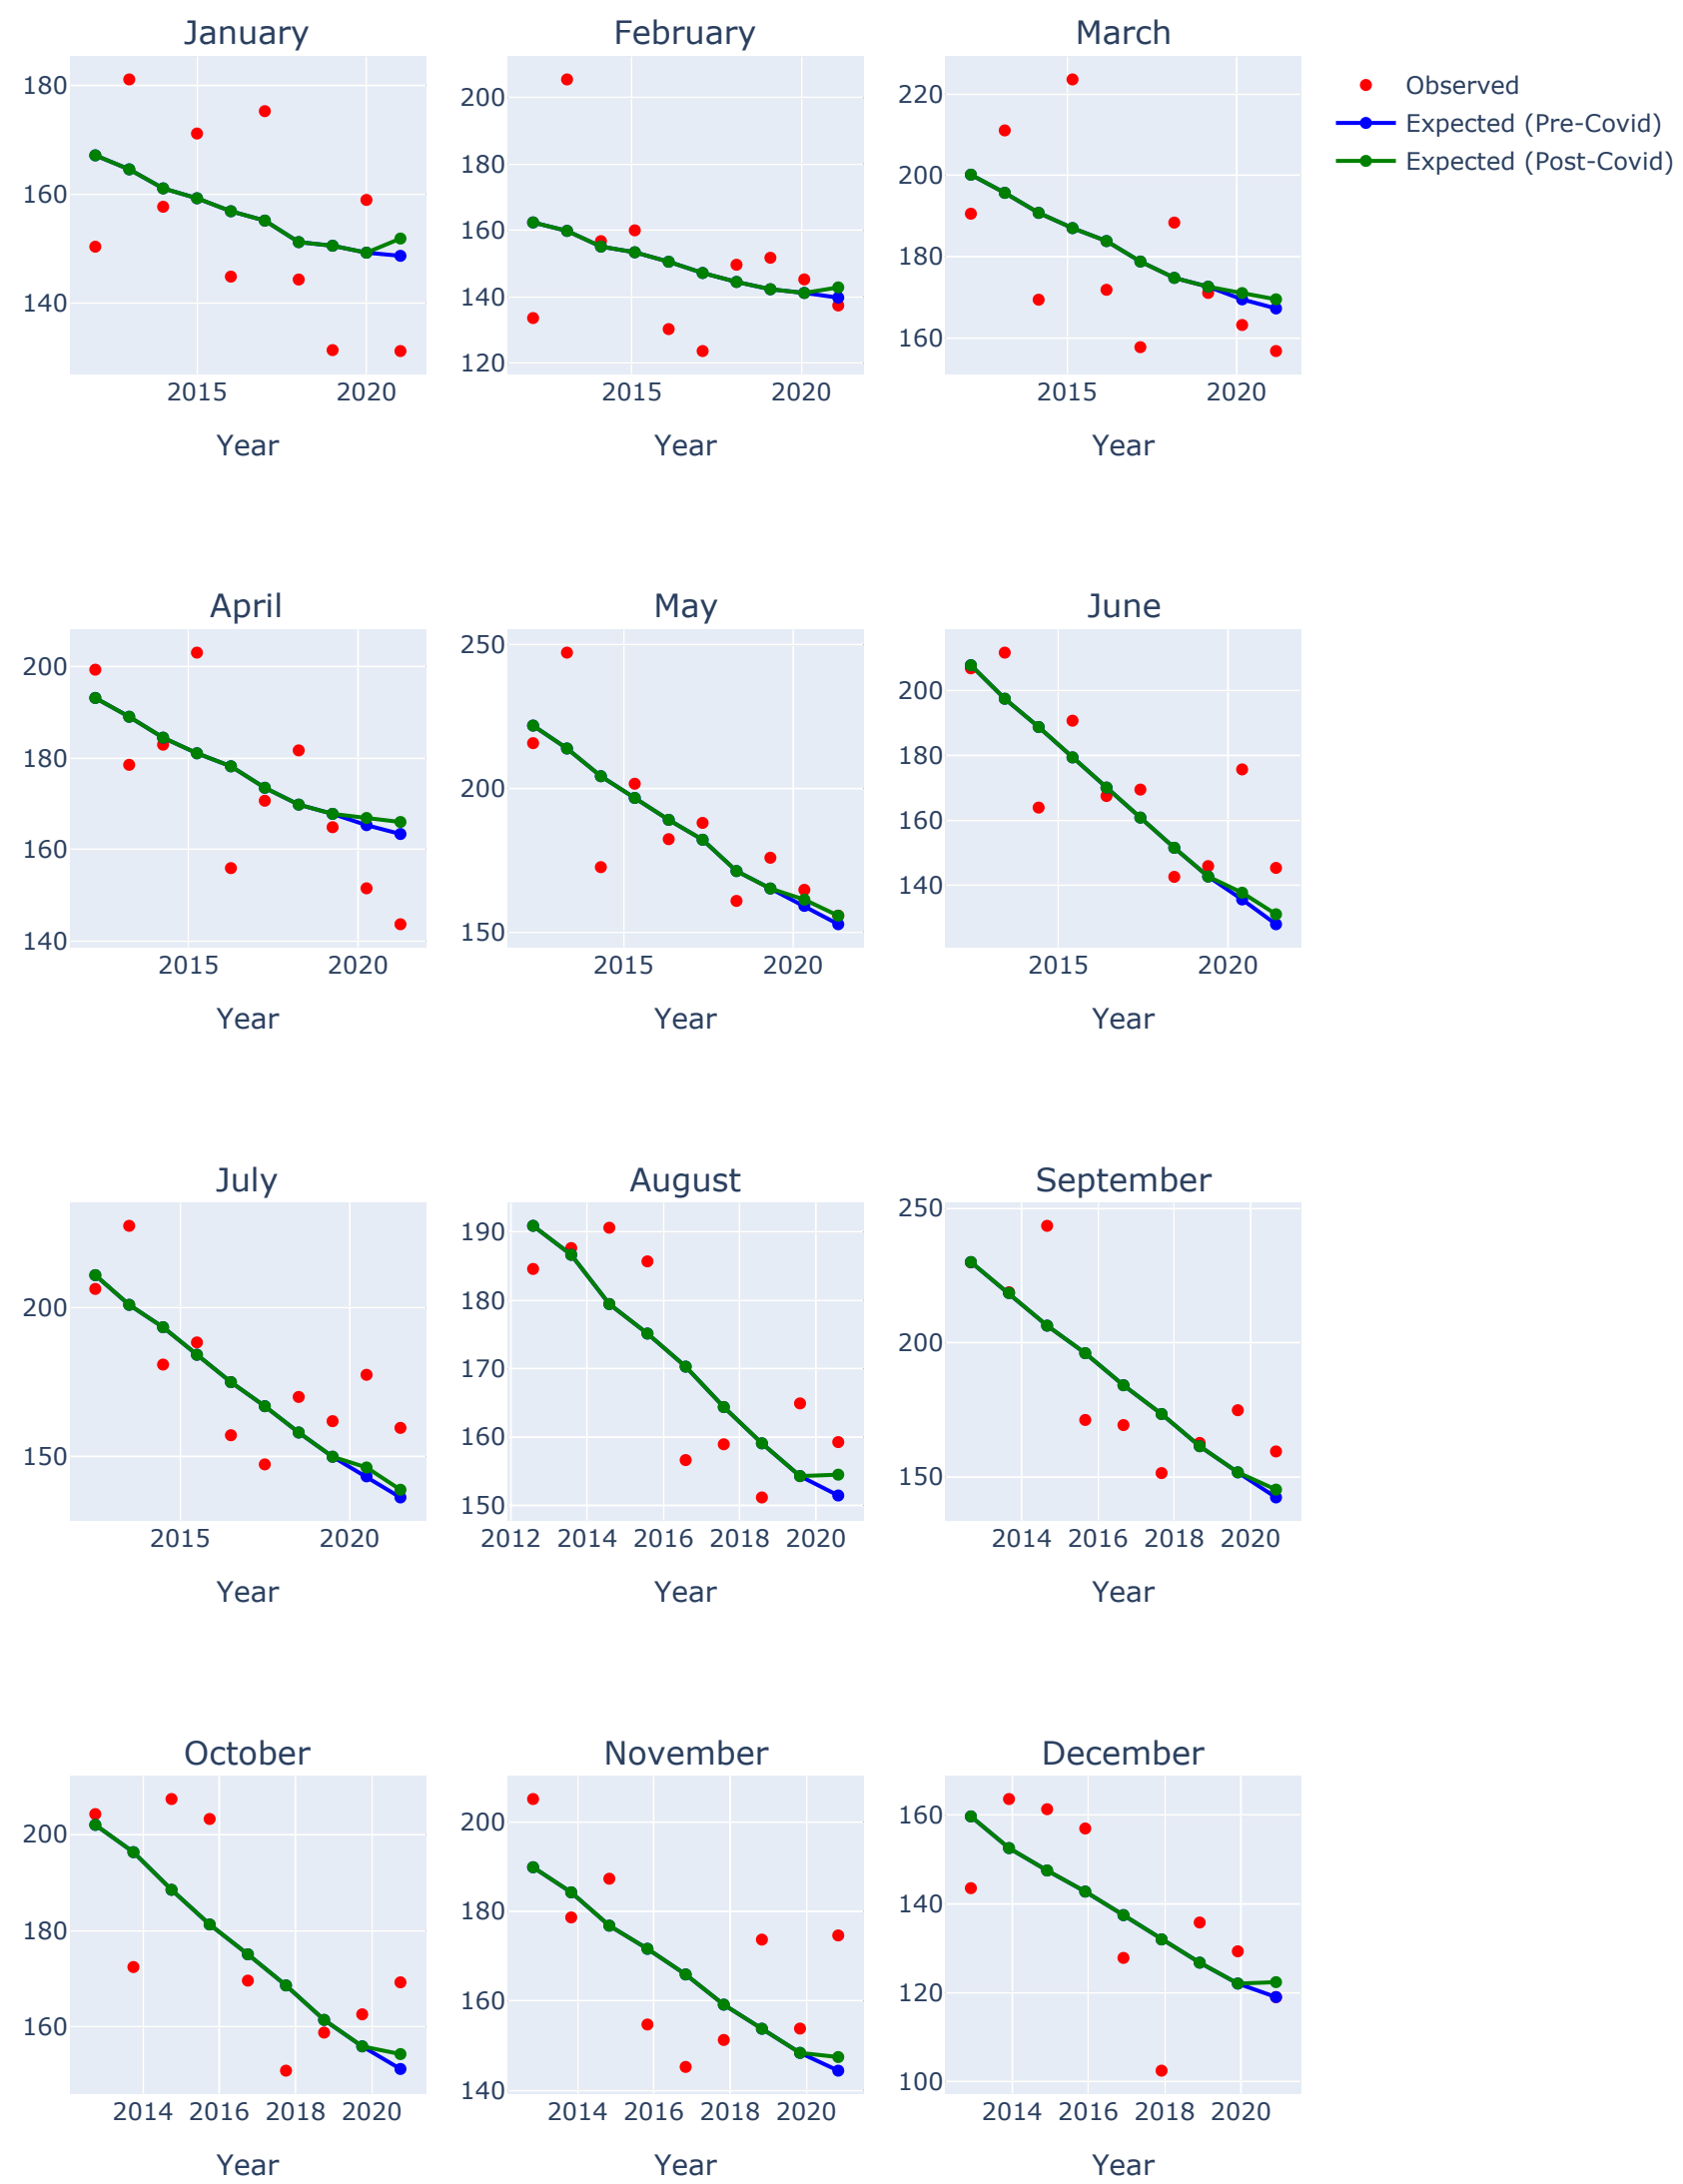 January
February
March
180
160
140
2015
2020
Year
200
180
160
140
120
2015
2020
Year
220
200
180
160
2015
2020
Year
Observed
Expected (Pre-Covid)
Expected (Post-Covid)
April
May
June
200
180
160
140
2015
2020
Year
250
200
150
2015
2020
Year
200
180
160
140
2015
2020
Year
July
August
September
200
150
2015
2020
Year
190
180
170
160
150
2012
2014
2016
2018
2020
Year
250
200
150
2014
2016
2018
2020
Year
October
November
December
200
180
160
2014
2016
2018
2020
Year
200
180
160
140
2014
2016
2018
2020
Year
160
140
120
100
2014
2016
2018
2020
Year